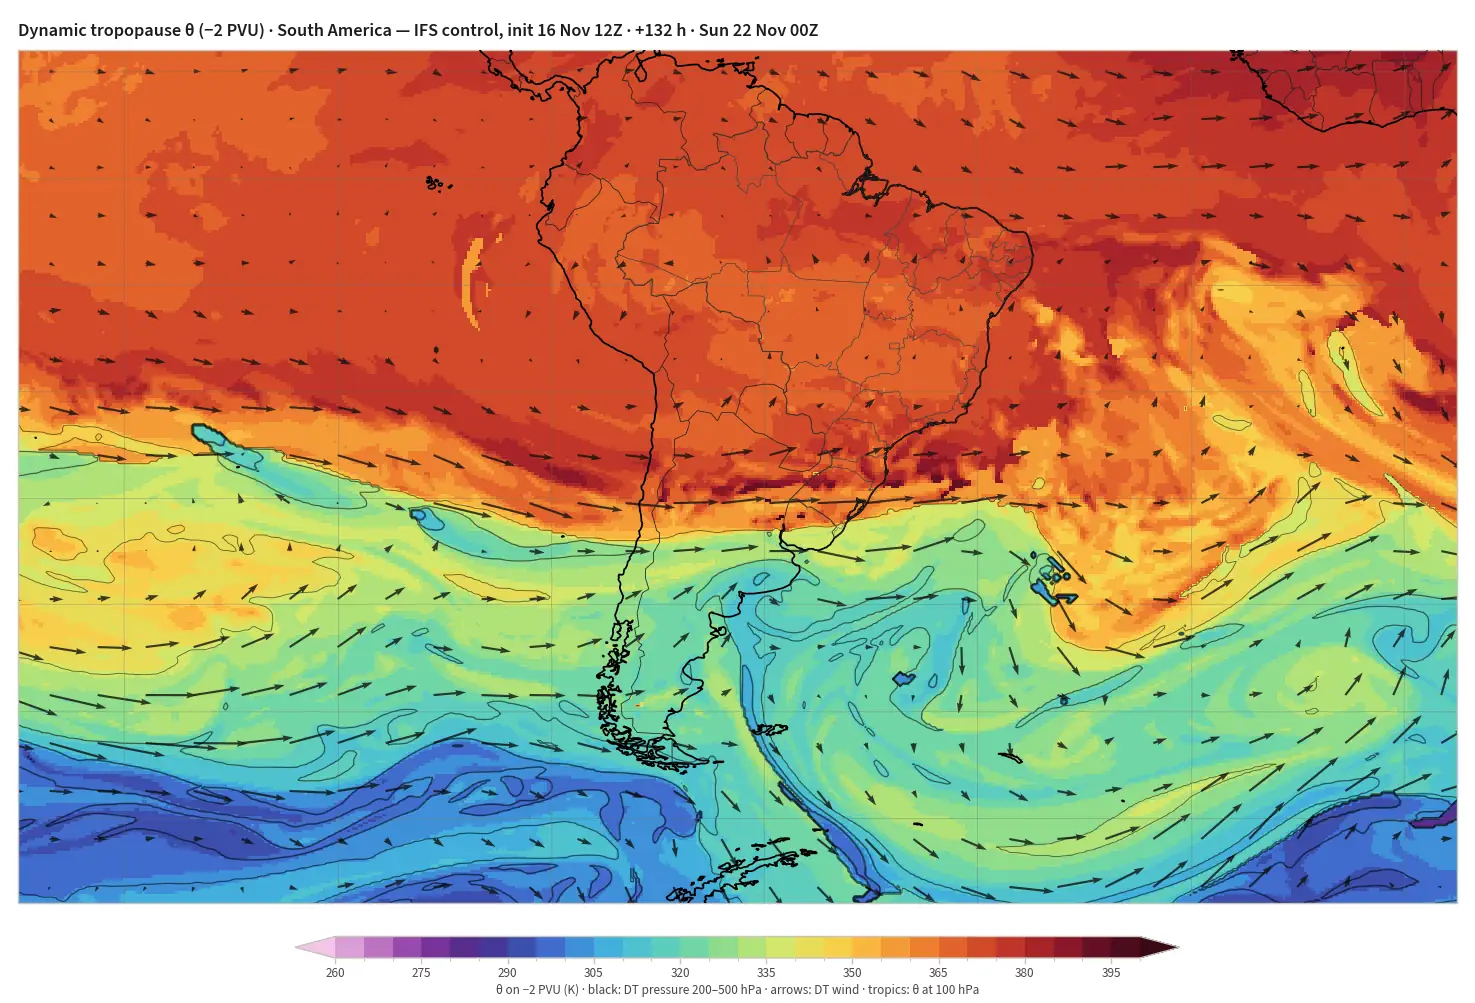 Dynamic tropopause θ (−2 PVU) · South America — IFS control, init 16 Nov 12Z · +132 h · Sun 22 Nov 00Z
260 275 290 305 320 335 350 365 380 395
θ on −2 PVU (K) · black: DT pressure 200–500 hPa · arrows: DT wind · tropics: θ at 100 hPa